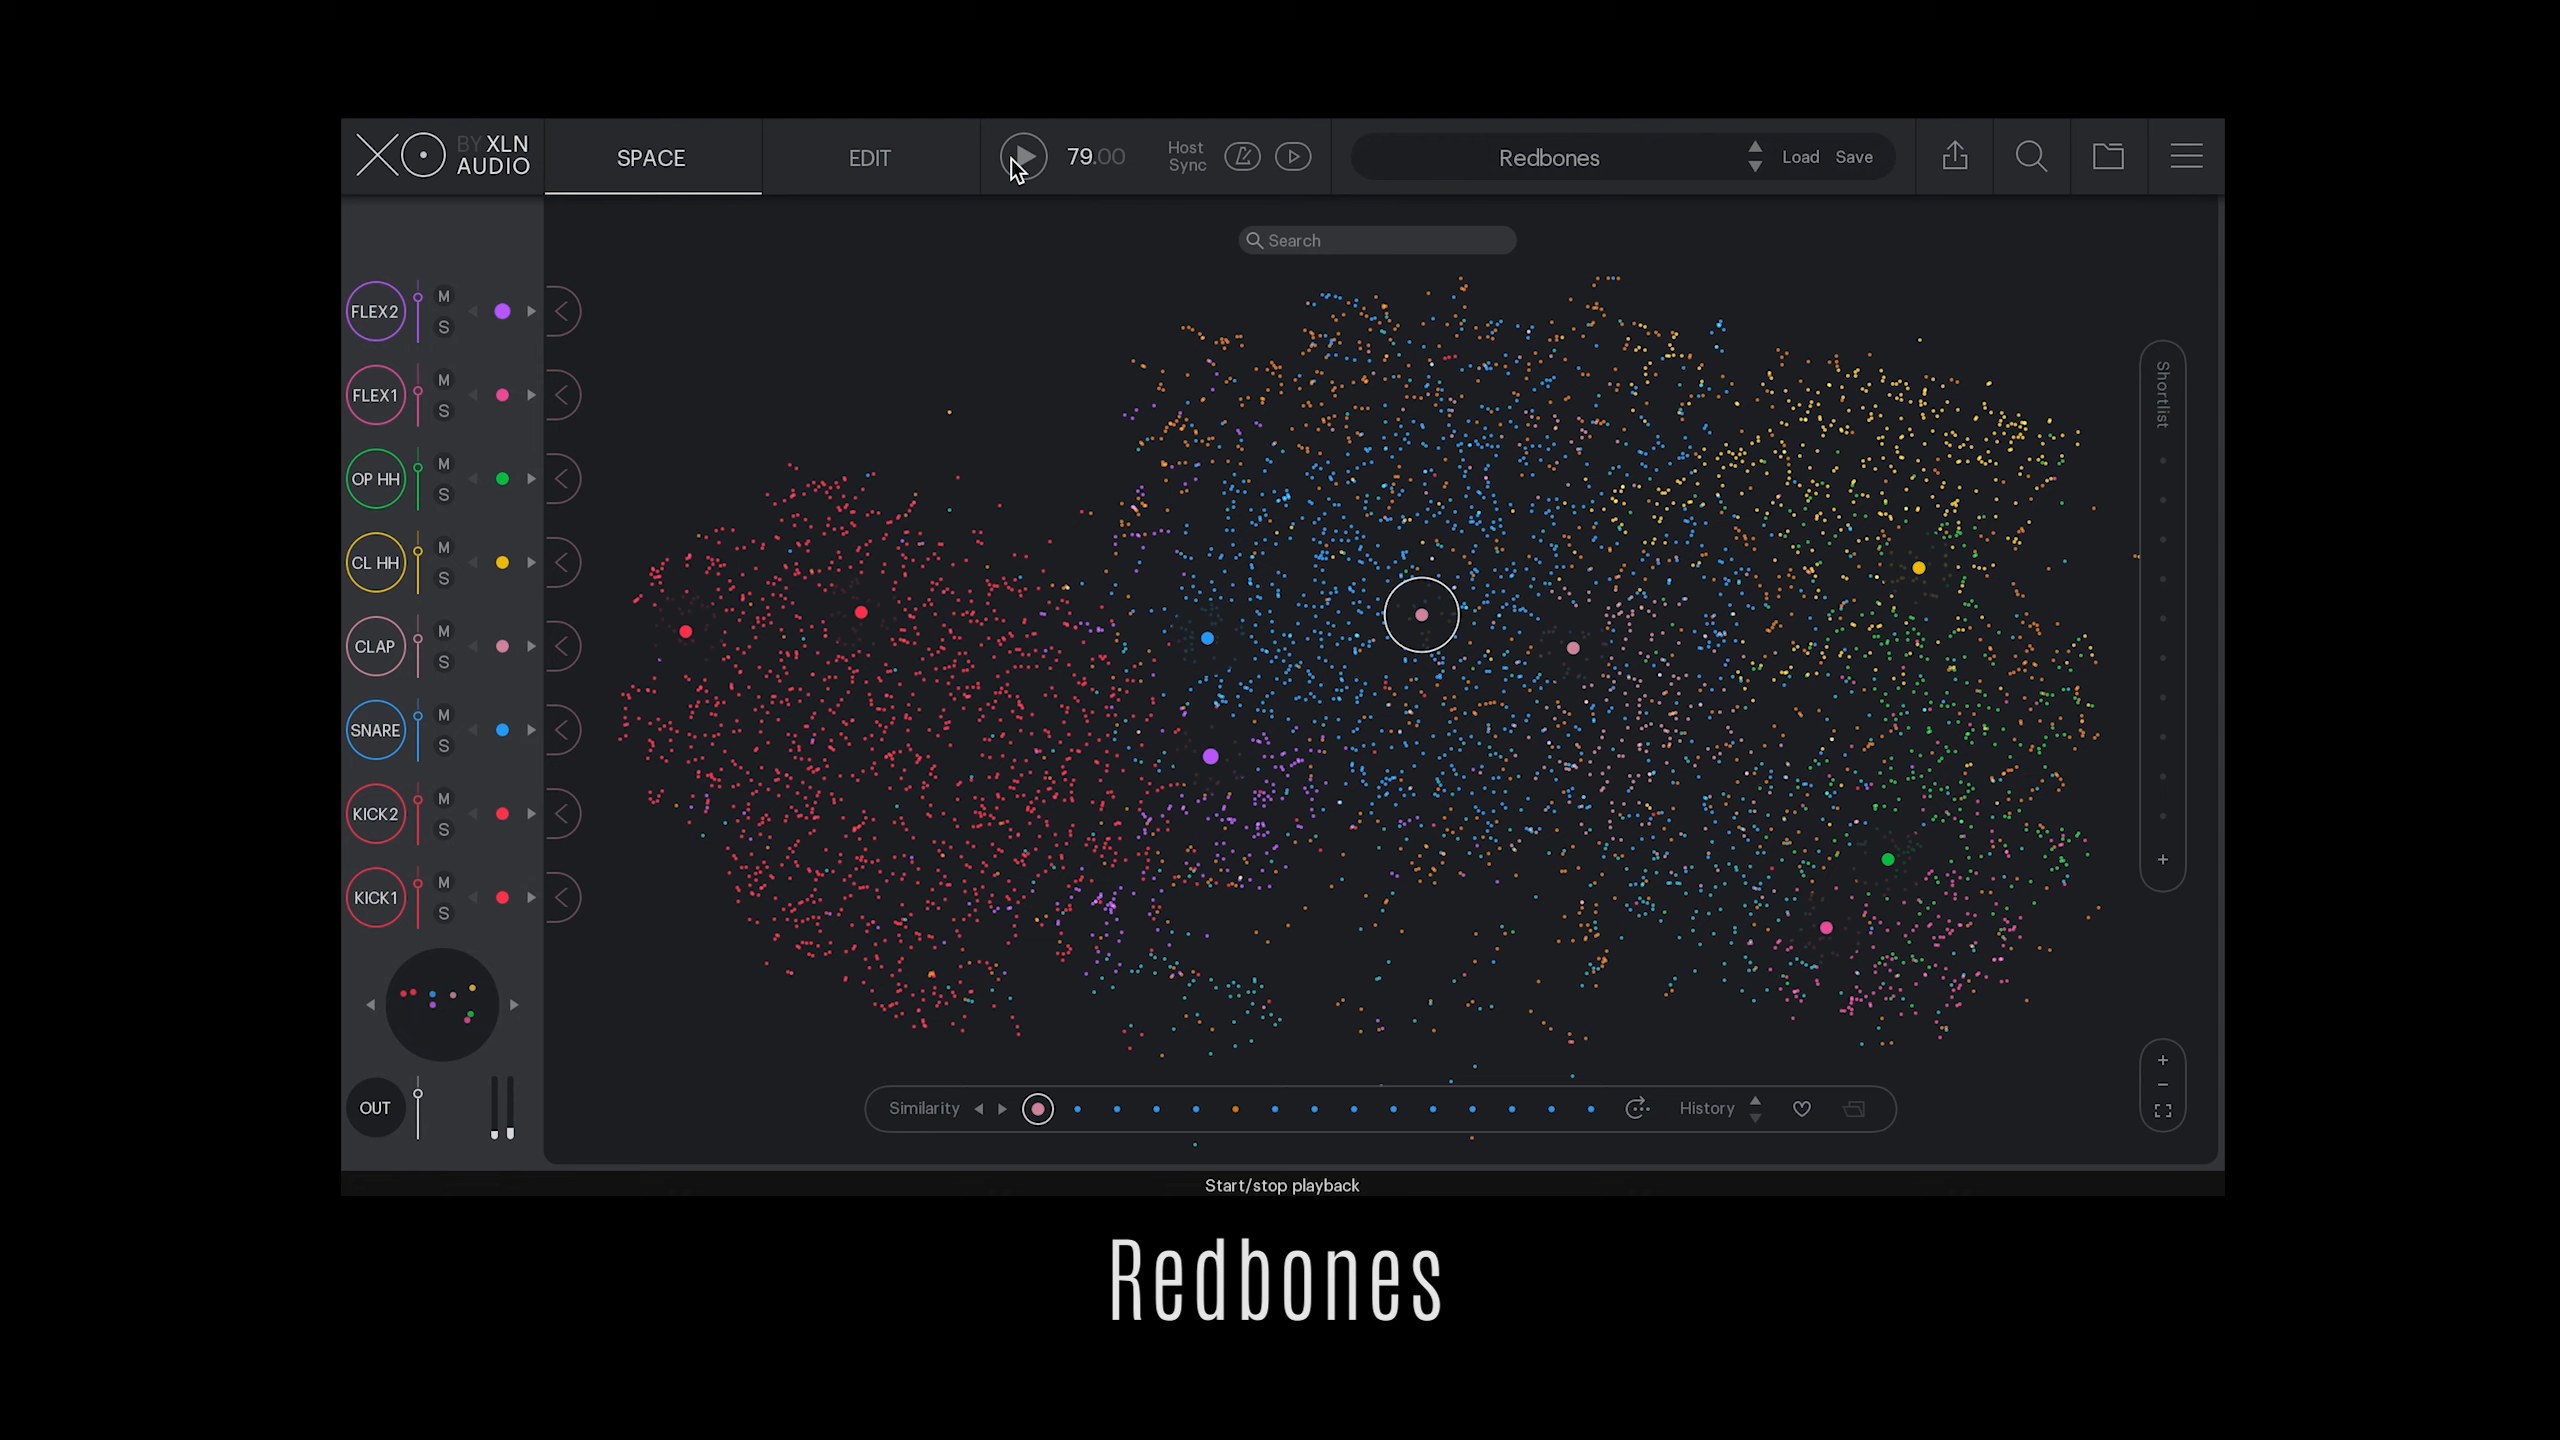 BY XLN
AUDIO
SPACE
EDIT
79.00
Host
Sync
Redbones
Load
Save
Search
FLEX2
M
S
FLEX1
M
S
OP HH
M
S
CL HH
M
S
CLAP
M
S
SNARE
M
S
KICK2
M
S
KICK1
M
S
OUT
Shortlist
Similarity
History
Start/stop playback
Redbones